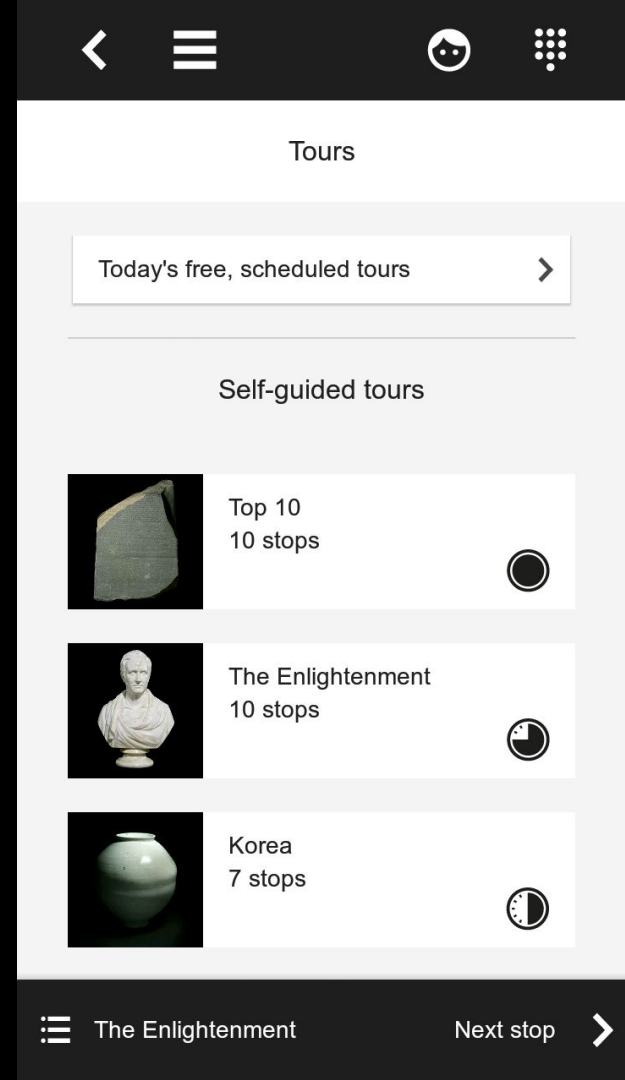 Tours
Today's free, scheduled tours
Self-guided tours
Top 10
10 stops
The Enlightenment
10 stops
Korea
7 stops
The Enlightenment
Next stop